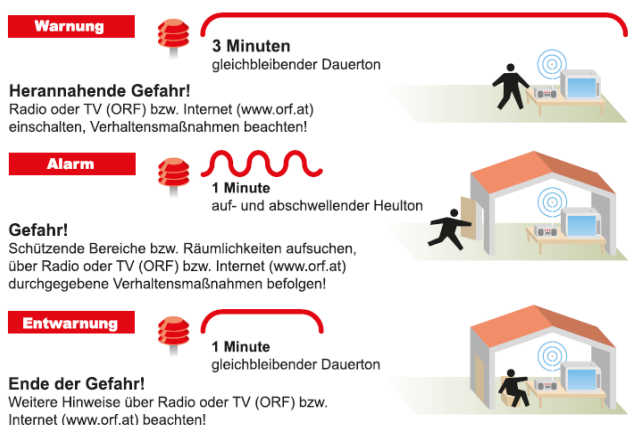 Warnung
3 Minuten
gleichbleibender Dauerton
Herannahende Gefahr!
Radio oder TV (ORF) bzw. Internet (www.orf.at)
einschalten, Verhaltensmaßnahmen beachten!
Alarm
1 Minute
auf- und abschwellender Heulton
Gefahr!
Schützende Bereiche bzw. Räumlichkeiten aufsuchen,
über Radio oder TV (ORF) bzw. Internet (www.orf.at)
durchgegebene Verhaltensmaßnahmen befolgen!
Entwarnung
1 Minute
gleichbleibender Dauerton
Ende der Gefahr!
Weitere Hinweise über Radio oder TV (ORF) bzw.
Internet (www.orf.at) beachten!